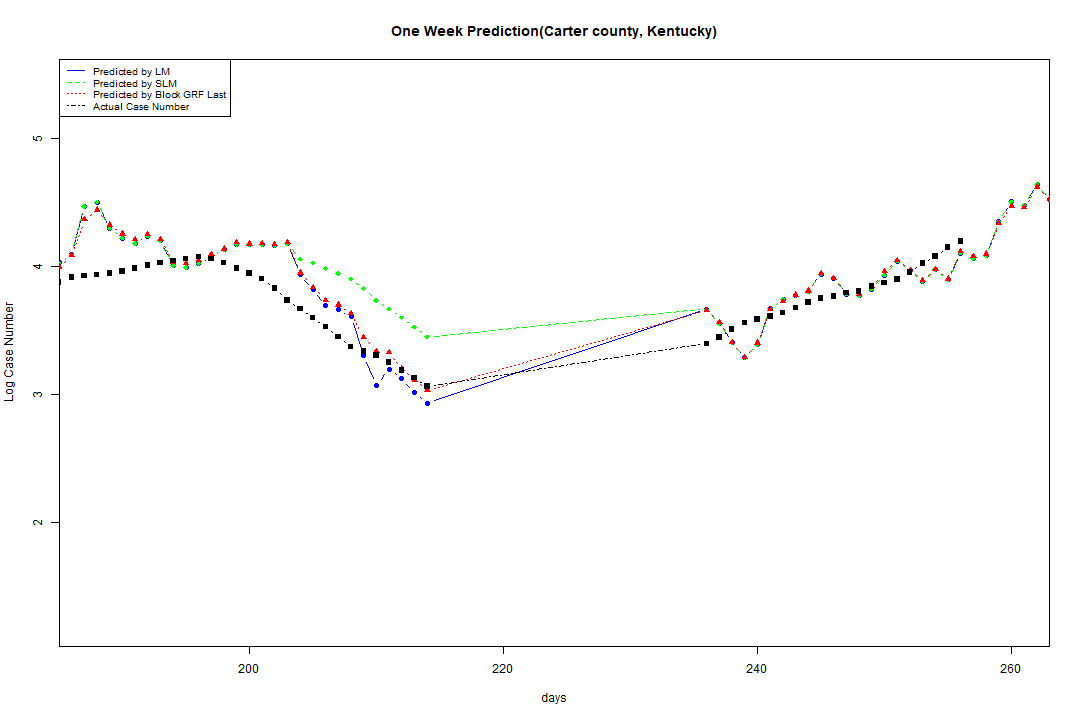 One Week Prediction(Carter county, Kentucky)
Predicted by LM
Predicted by SLM
Predicted by Block GRF Last
Actual Case Number
5
4
3
2
Log Case Number
200
220
240
260
days